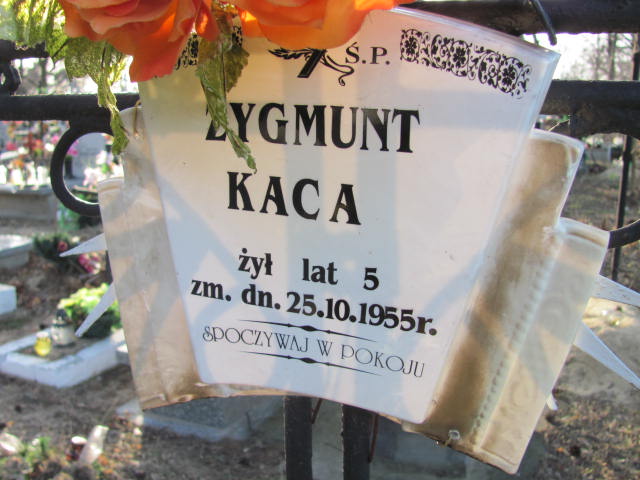 Ś.P.
ZYGMUNT
KACA
żył lat 5
zm. dn. 25.10.1955r.
SPOCZYWAJ W POKOJU